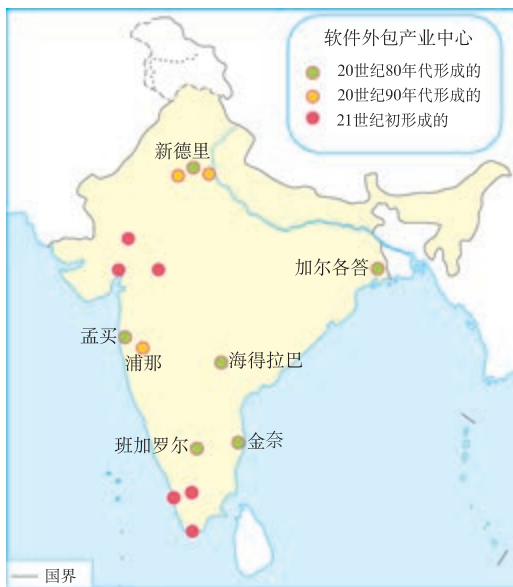 软件外包产业中心
20世纪80年代形成的
20世纪90年代形成的
21世纪初形成的
新德里
加尔各答
孟买
浦那
海得拉巴
班加罗尔
金奈
国界